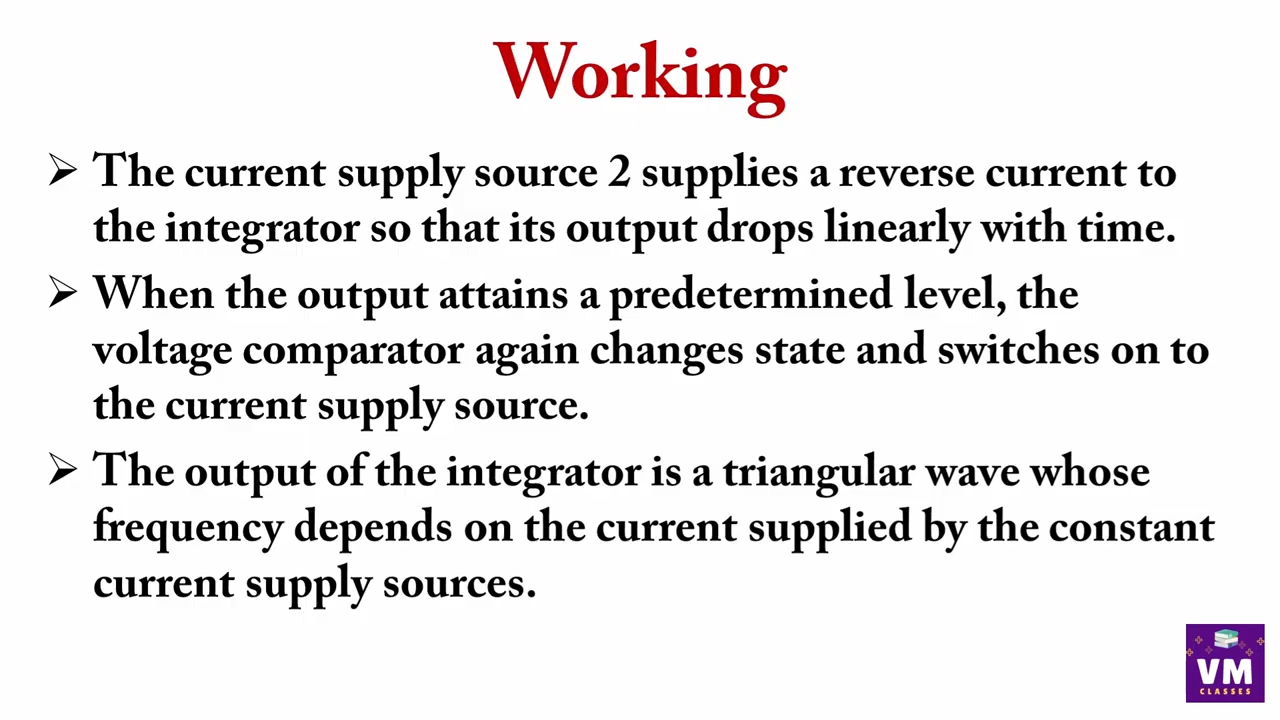 Working
➢ The current supply source 2 supplies a reverse current to
the integrator so that its output drops linearly with time.
➢ When the output attains a predetermined level, the
voltage comparator again changes state and switches on to
the current supply source.
➢ The output of the integrator is a triangular wave whose
frequency depends on the current supplied by the constant
current supply sources.
VM
CLASSES